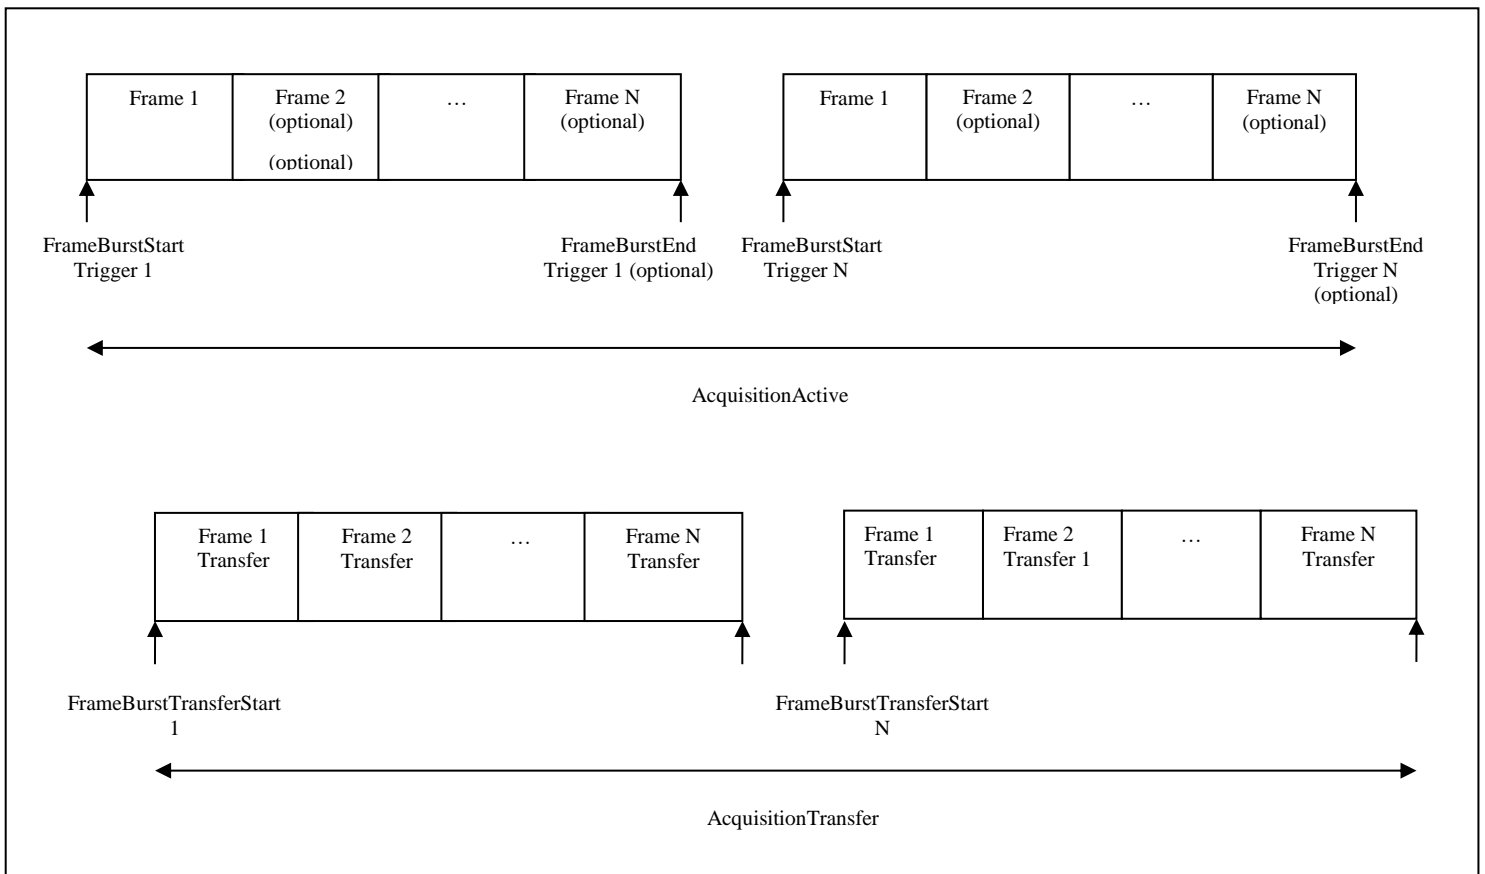 Frame 1
Frame 2
(optional)
(optional)
…
Frame N
(optional)
Frame 1
Frame 2
(optional)
…
Frame N
(optional)
FrameBurstStart
Trigger 1
FrameBurstEnd
Trigger 1 (optional)
FrameBurstStart
Trigger N
FrameBurstEnd
Trigger N
(optional)
AcquisitionActive
Frame 1
Transfer
Frame 2
Transfer
…
Frame N
Transfer
Frame 1
Transfer
Frame 2
Transfer 1
…
Frame N
Transfer
FrameBurstTransferStart
1
FrameBurstTransferStart
N
AcquisitionTransfer